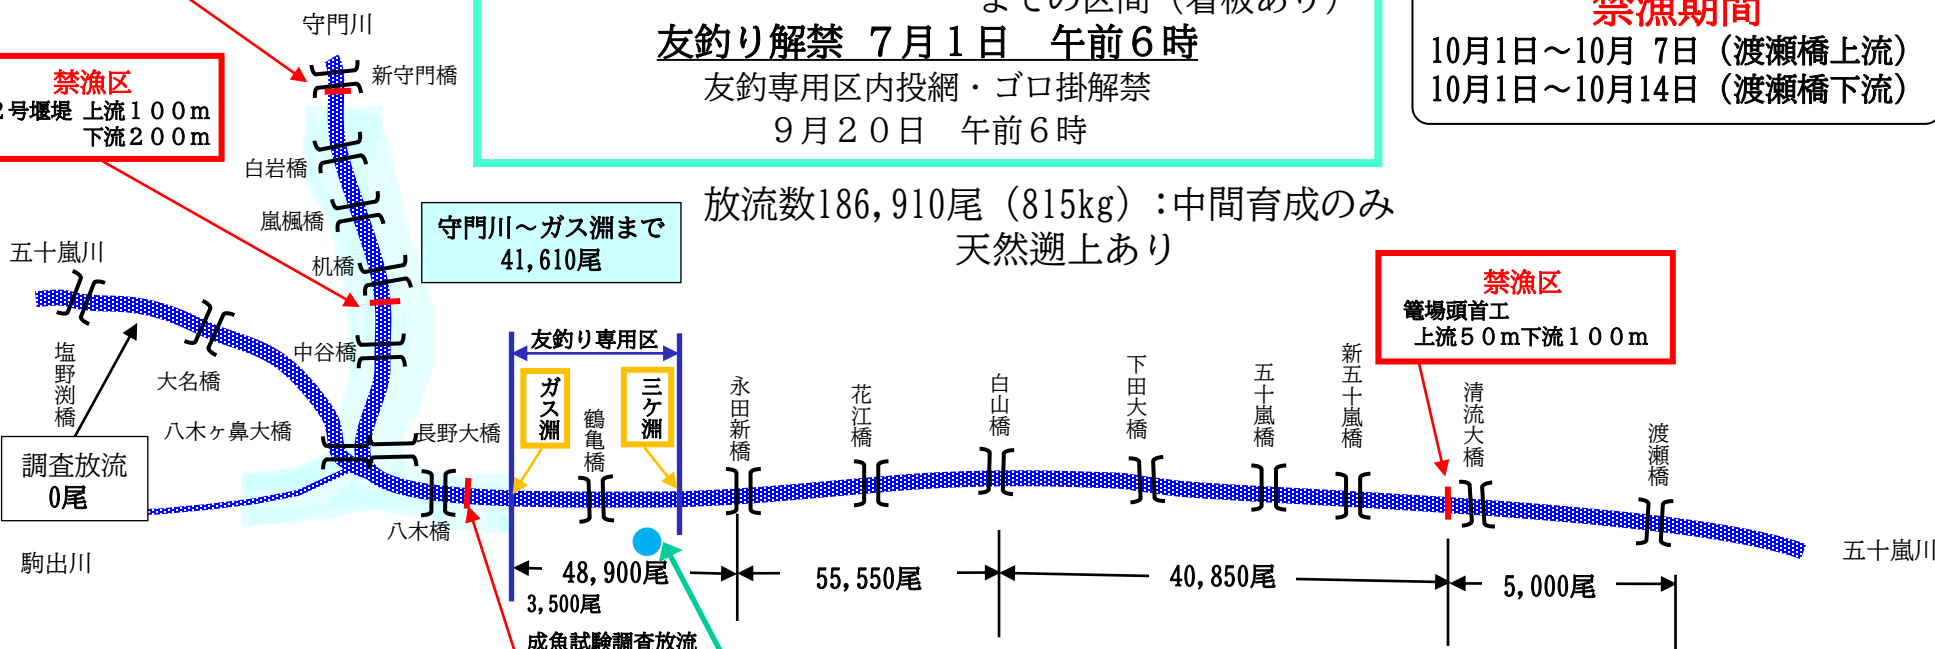 守門川
新守門橋
までの区間（看板あり）
友釣り解禁 ７月１日　午前６時
友釣専用区内投網・ゴロ掛解禁
９月２０日　午前６時
禁漁期間
10月1日～10月 7日（渡瀬橋上流）
10月1日～10月14日（渡瀬橋下流）
禁漁区
２号堰堤 上流１００ｍ
下流２００ｍ
白岩橋
嵐楓橋
守門川～ガス淵まで
41,610尾
放流数186,910尾（815kg）:中間育成のみ
天然遡上あり
五十嵐川
机橋
禁漁区
篭場頭首工
上流５０ｍ下流１００ｍ
塩野渕橋
大名橋
中谷橋
友釣り専用区
八木ヶ鼻大橋
長野大橋
ガス淵
鶴亀橋
三ケ淵
永田新橋
花江橋
白山橋
下田大橋
五十嵐橋
新五十嵐橋
清流大橋
渡瀬橋
調査放流
0尾
八木橋
駒出川
五十嵐川
48,900尾
3,500尾
55,550尾
40,850尾
5,000尾
成魚試験調査放流